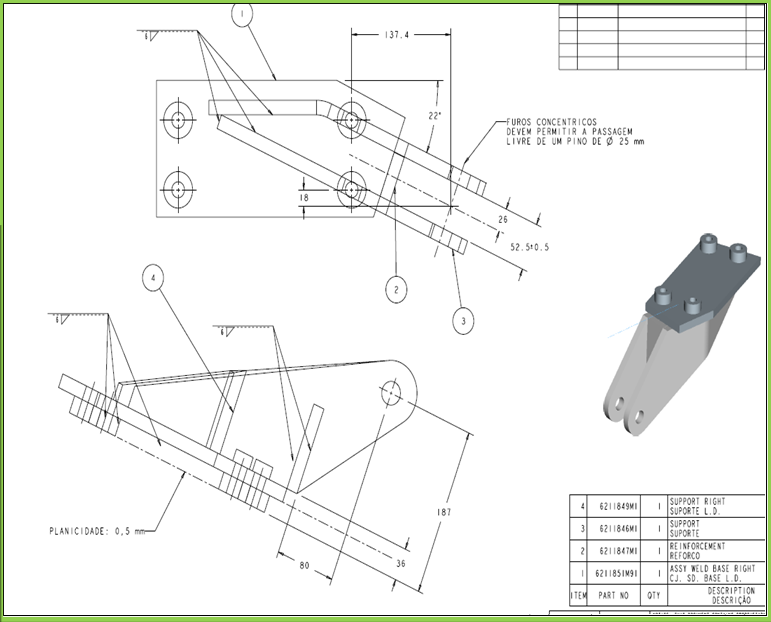 1
6
137.4
22°
FUROS CONCENTRICOS
DEVEM PERMITIR A PASSAGEM
LIVRE DE UM PINO DE Ø 25 mm
18
26
52.5±0.5
2
3
4
6
6
187
PLANICIDADE: 0,5 mm
80
36
4 6211849M1 1 SUPPORT RIGHT
SUPORTE L.D.
3 6211846M1 1 SUPPORT
SUPORTE
2 6211847M1 1 REINFORCEMENT
REFORCO
1 6211851M91 1 ASSY WELD BASE RIGHT
CJ. SD. BASE L.D.
ITEM PART NO QTY DESCRIPTION
DESCRIÇÃO